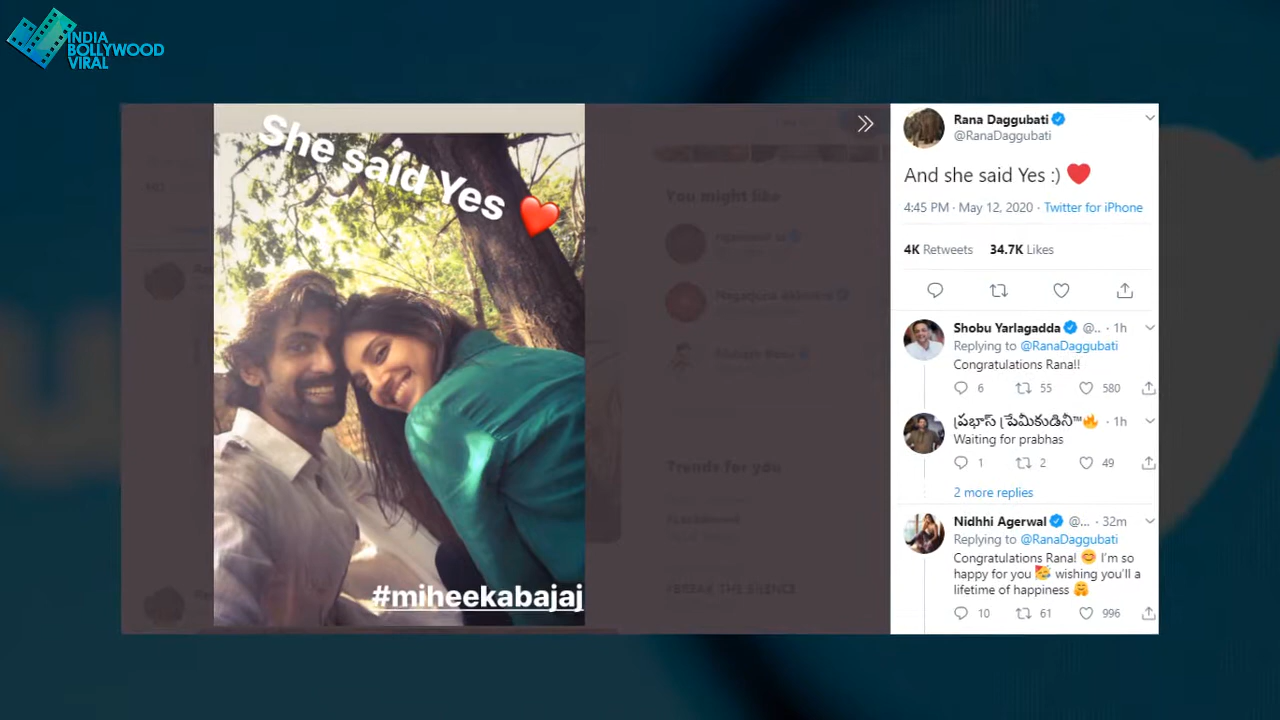 INDIA
BOLLYWOOD
VIRAL
She said Yes ❤️
#miheekabajaj
You might like
Trends for you
#BREAK THE SILENCE
Rana Daggubati
@RanaDaggubati
And she said Yes :) ❤️
4:45 PM · May 12, 2020 · Twitter for iPhone
4K Retweets 34.7K Likes
Shobu Yarlagadda @.. · 1h
Replying to @RanaDaggubati
Congratulations Rana!!
6 55 580
ప్రభాస్ ప్రేమికుడిని™🔥 · 1h
Waiting for prabhas
1 2 49
2 more replies
Nidhhi Agerwal @... · 32m
Replying to @RanaDaggubati
Congratulations Rana! 😊 I'm so
happy for you 🥳 wishing you'll a
lifetime of happiness 🤗
10 61 996